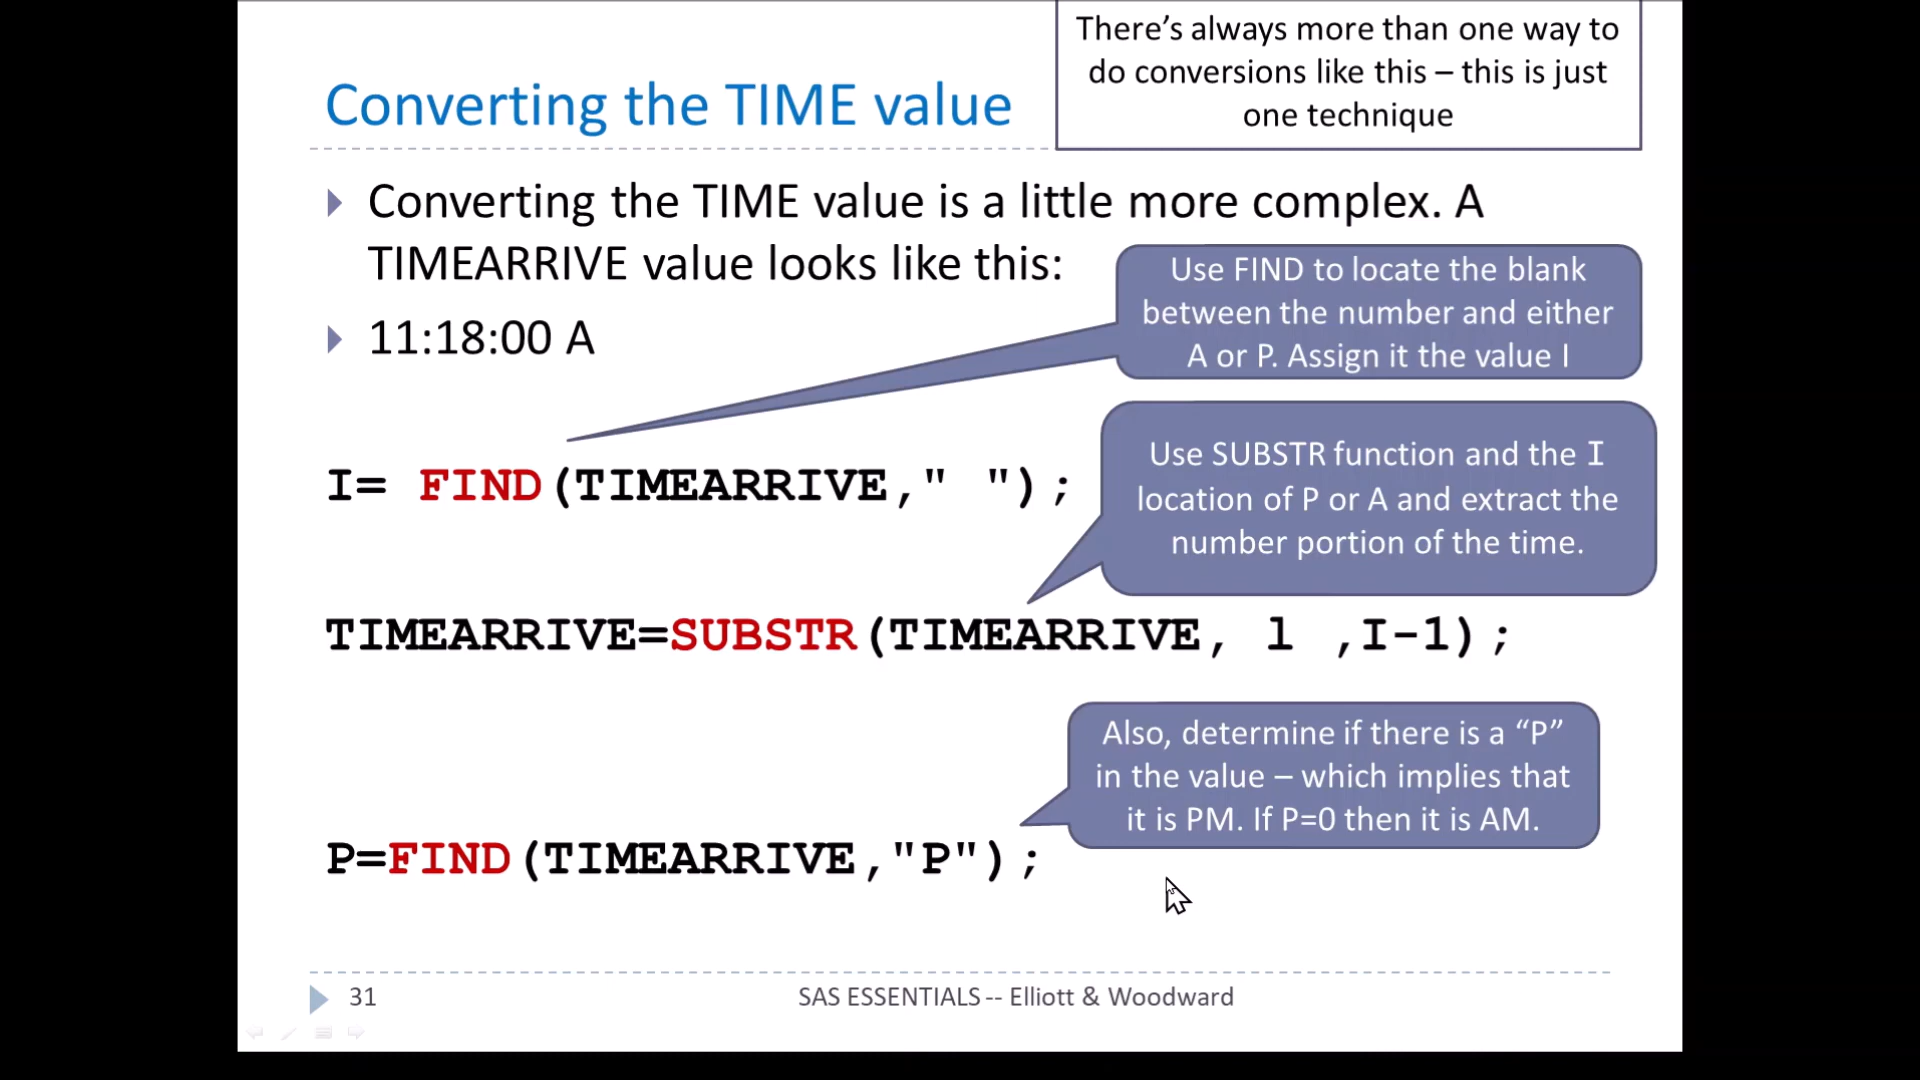 There's always more than one way to
do conversions like this – this is just
one technique
Converting the TIME value
Converting the TIME value is a little more complex. A
TIMEARRIVE value looks like this:
11:18:00 A
Use FIND to locate the blank
between the number and either
A or P. Assign it the value I
I= FIND(TIMEARRIVE," ");
Use SUBSTR function and the I
location of P or A and extract the
number portion of the time.
TIMEARRIVE=SUBSTR(TIMEARRIVE, l ,I-1);
Also, determine if there is a “P”
in the value – which implies that
it is PM. If P=0 then it is AM.
P=FIND(TIMEARRIVE,"P");
31
SAS ESSENTIALS -- Elliott & Woodward